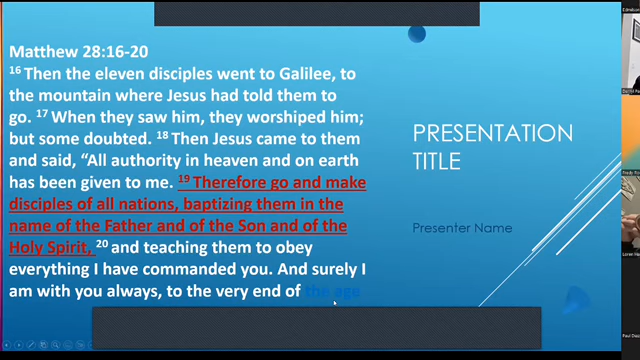 Matthew 28:16-20
16 Then the eleven disciples went to Galilee, to
the mountain where Jesus had told them to
go. 17 When they saw him, they worshiped him;
but some doubted. 18 Then Jesus came to them
and said, “All authority in heaven and on earth
has been given to me. 19 Therefore go and make
disciples of all nations, baptizing them in the
name of the Father and of the Son and of the
Holy Spirit, 20 and teaching them to obey
everything I have commanded you. And surely I
am with you always, to the very end of the age
PRESENTATION
TITLE
Presenter Name